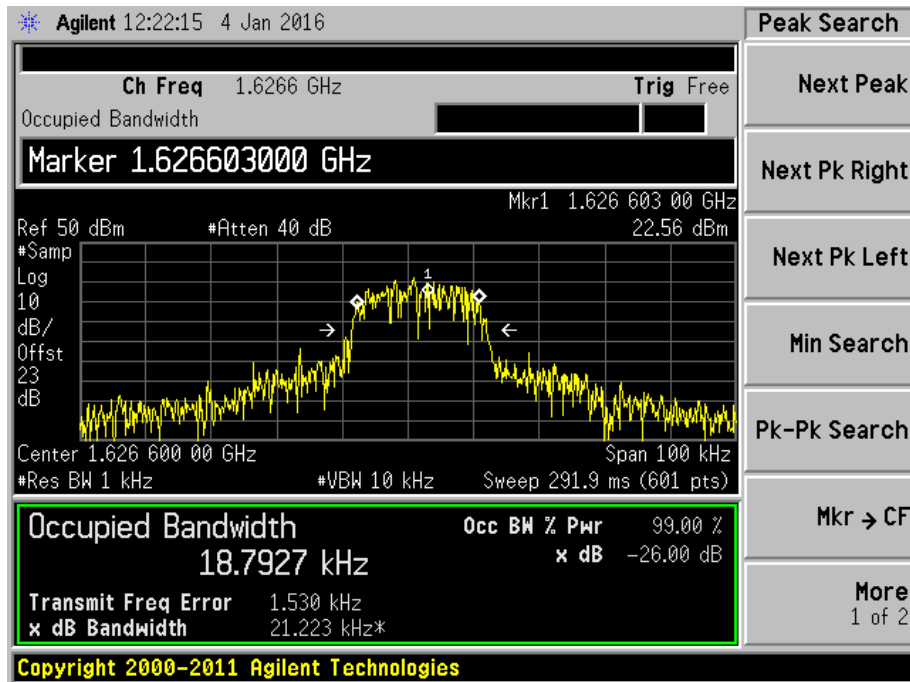 Agilent 12:22:15 4 Jan 2016
Peak Search
Ch Freq 1.6266 GHz Trig Free
Occupied Bandwidth
Next Peak
Marker 1.626603000 GHz
Next Pk Right
Mkr1 1.626 603 00 GHz
Ref 50 dBm #Atten 40 dB 22.56 dBm
#Samp
Log
10
dB/
Offst
23
dB
1
Next Pk Left
Min Search
Pk-Pk Search
Center 1.626 600 00 GHz Span 100 kHz
#Res BW 1 kHz #VBW 10 kHz Sweep 291.9 ms (601 pts)
Occupied Bandwidth Occ BW % Pwr 99.00 %
18.7927 kHz x dB -26.00 dB
Mkr → CF
Transmit Freq Error 1.530 kHz
x dB Bandwidth 21.223 kHz*
More
1 of 2
Copyright 2000-2011 Agilent Technologies